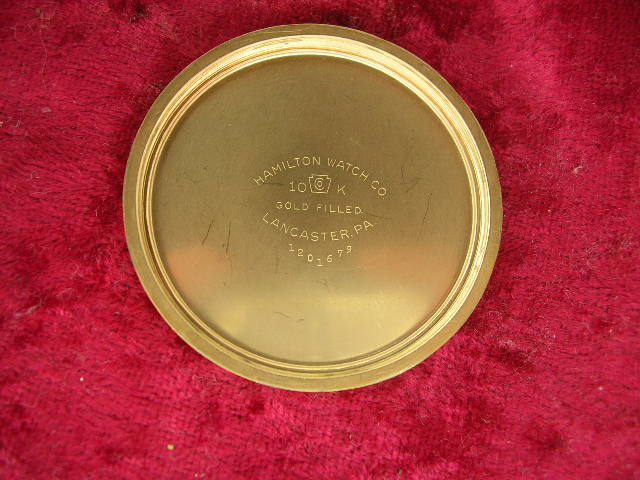 HAMILTON WATCH CO
10 K
GOLD FILLED
LANCASTER, PA.
1201679